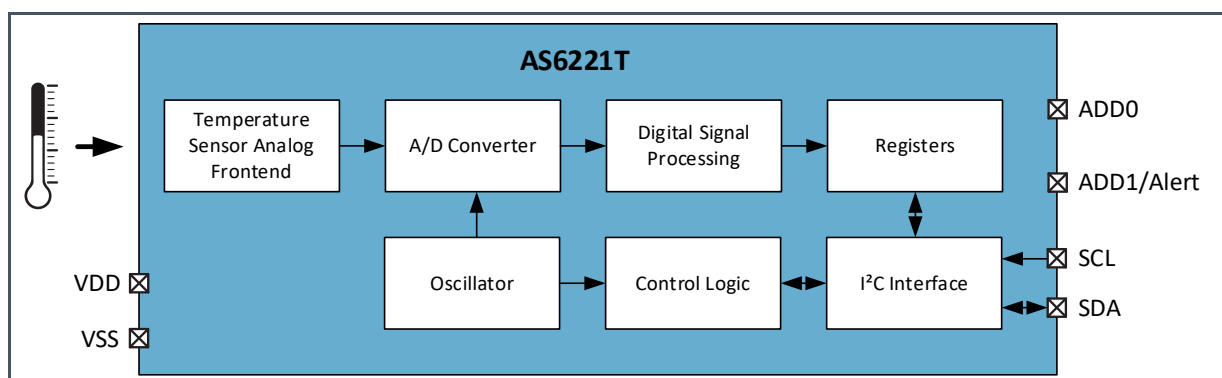 AS6221T
Temperature
Sensor Analog
Frontend
A/D Converter
Digital Signal
Processing
Registers
ADD0
ADD1/Alert
Oscillator
Control Logic
I²C Interface
SCL
SDA
VDD
VSS